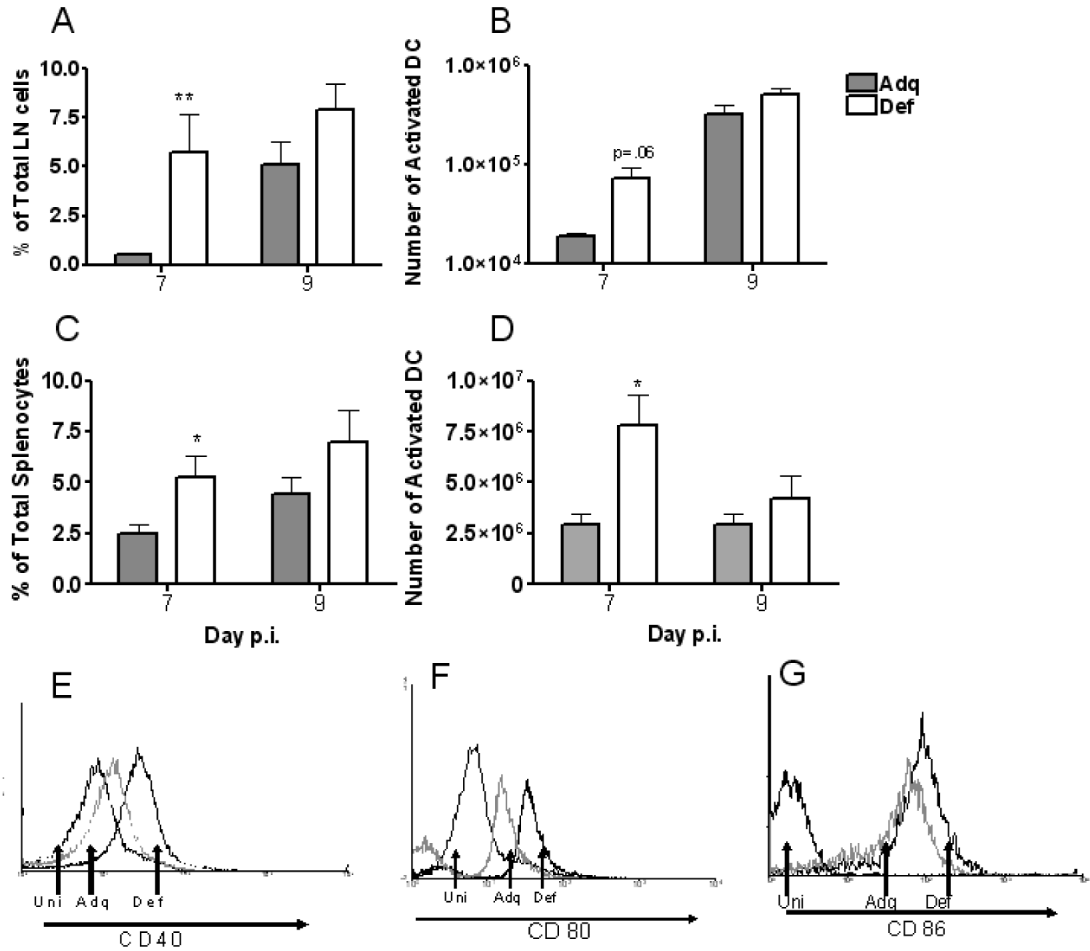 A
% of Total LN cells
10.0
7.5
5.0
2.5
0.0
**
7
9
B
Number of Activated DC
1.0×10⁶
1.0×10⁵
1.0×10⁴
p=.06
7
9
Adq
Def
C
% of Total Splenocytes
10.0
7.5
5.0
2.5
0.0
*
7
9
Day p.i.
D
Number of Activated DC
1.0×10⁷
7.5×10⁶
5.0×10⁶
2.5×10⁶
0
*
7
9
Day p.i.
E
Uni Adq Def
CD40
F
Uni Adq Def
CD 80
G
Uni Adq Def
CD 86